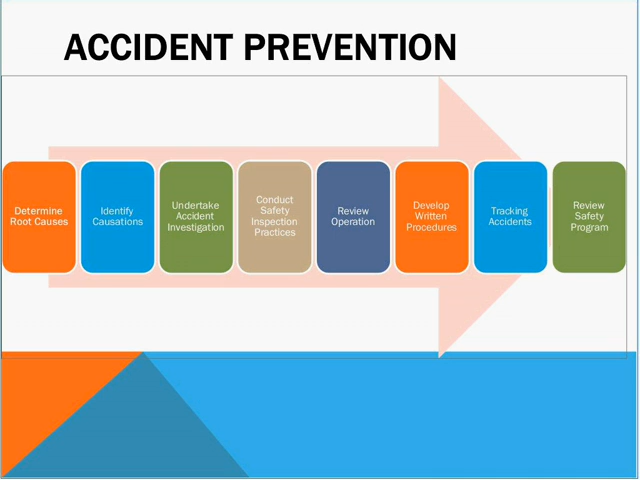 ACCIDENT PREVENTION
Determine
Root Causes
Identify
Causations
Undertake
Accident
Investigation
Conduct
Safety
Inspection
Practices
Review
Operation
Develop
Written
Procedures
Tracking
Accidents
Review
Safety
Program